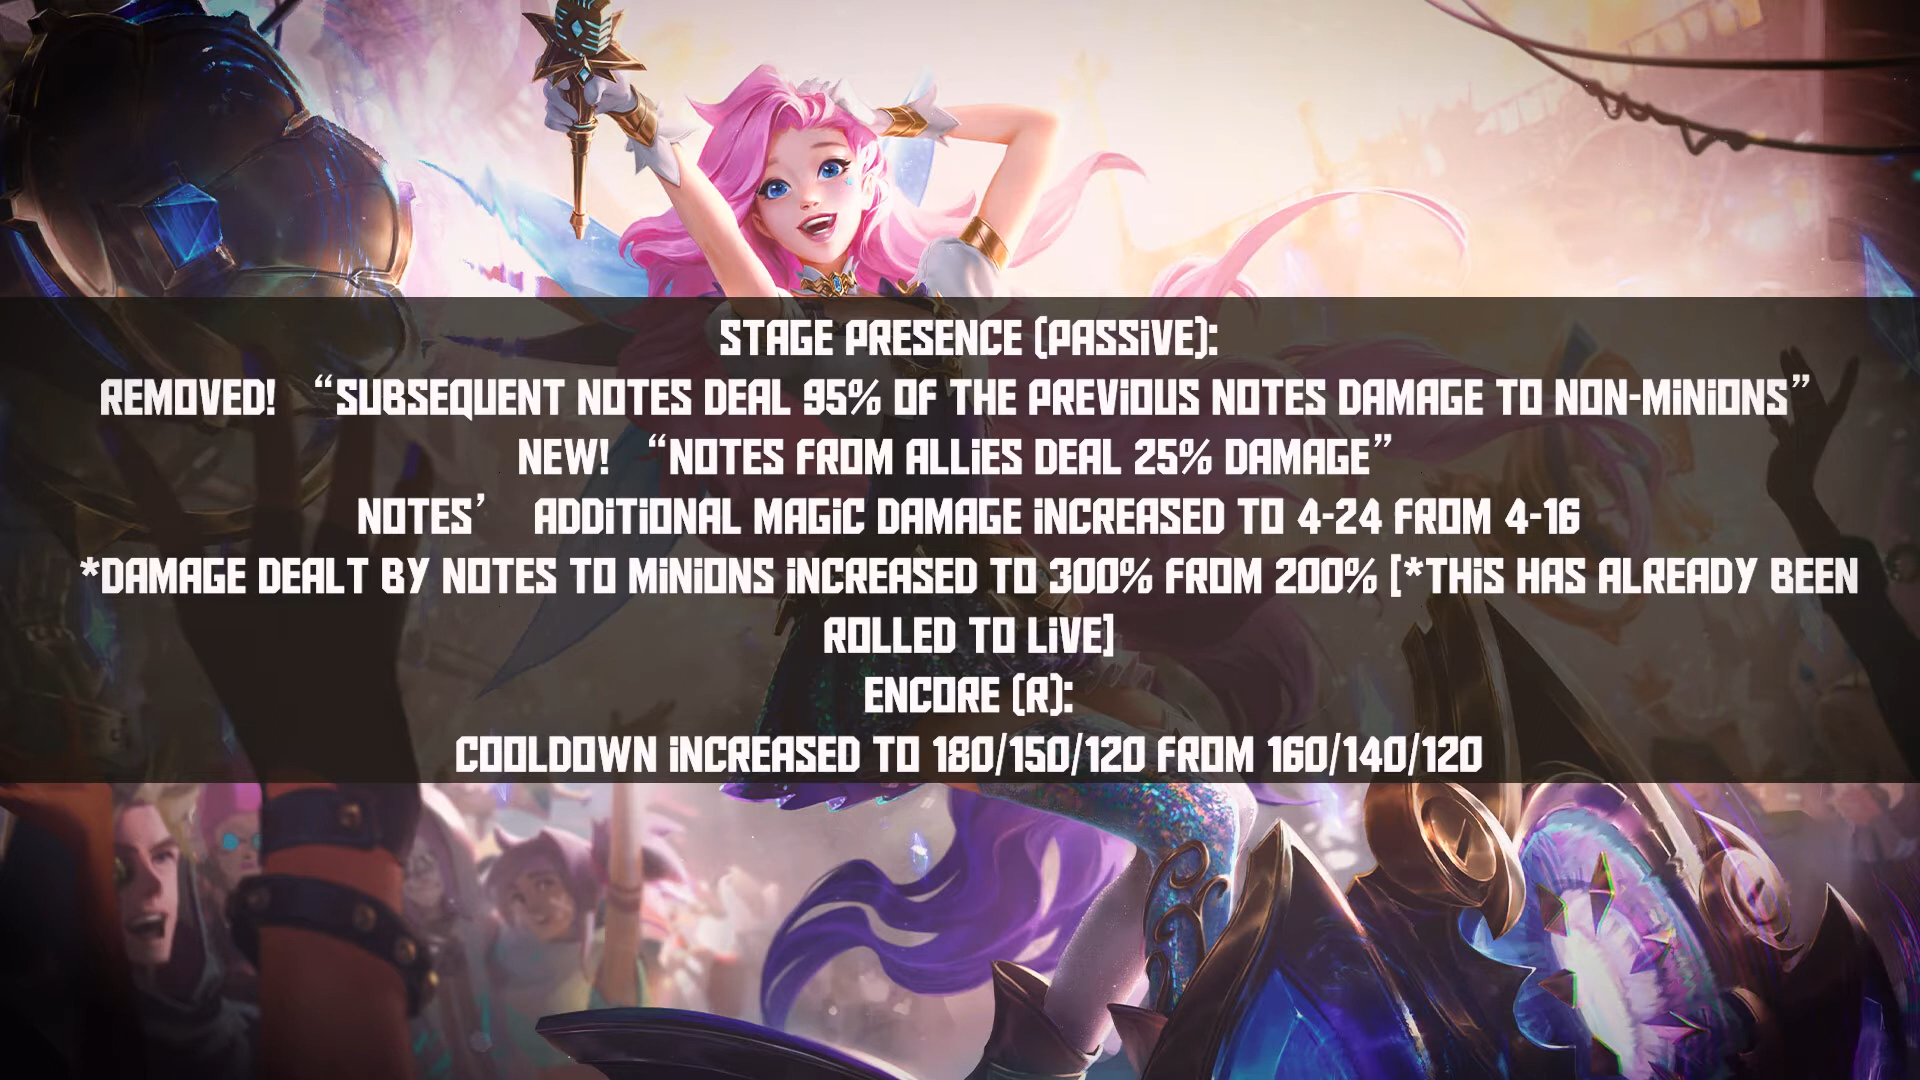 STAGE PRESENCE (PASSIVE):
REMOVED! “SUBSEQUENT NOTES DEAL 95% OF THE PREVIOUS NOTES DAMAGE TO NON-MINIONS”
NEW! “NOTES FROM ALLIES DEAL 25% DAMAGE”
NOTES’ ADDITIONAL MAGIC DAMAGE INCREASED TO 4-24 FROM 4-16
*DAMAGE DEALT BY NOTES TO MINIONS INCREASED TO 300% FROM 200% [*THIS HAS ALREADY BEEN
ROLLED TO LIVE]
ENCORE (R):
COOLDOWN INCREASED TO 180/150/120 FROM 160/140/120